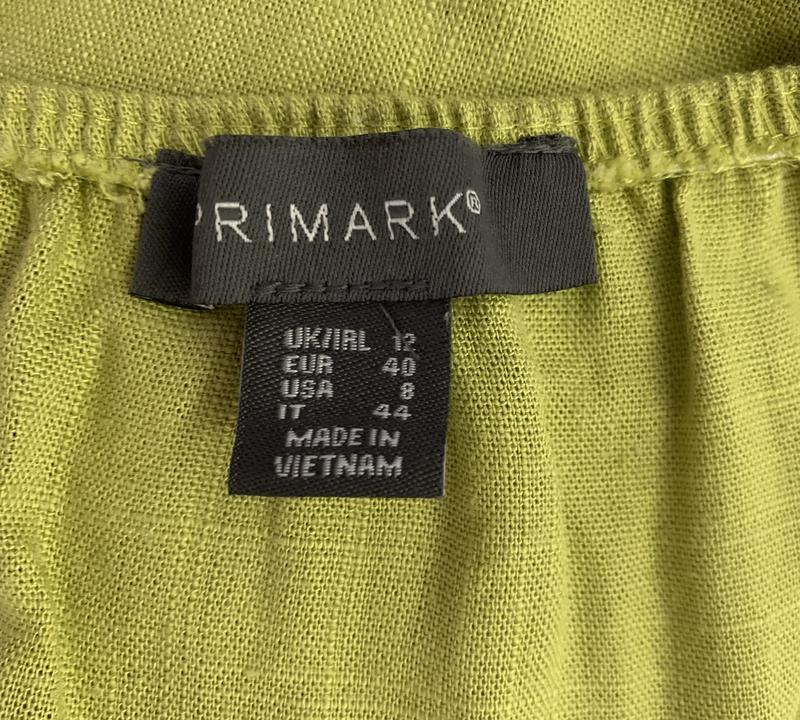 PRIMARK®
UK/IRL 12
EUR 40
USA 8
IT 44
MADE IN
VIETNAM